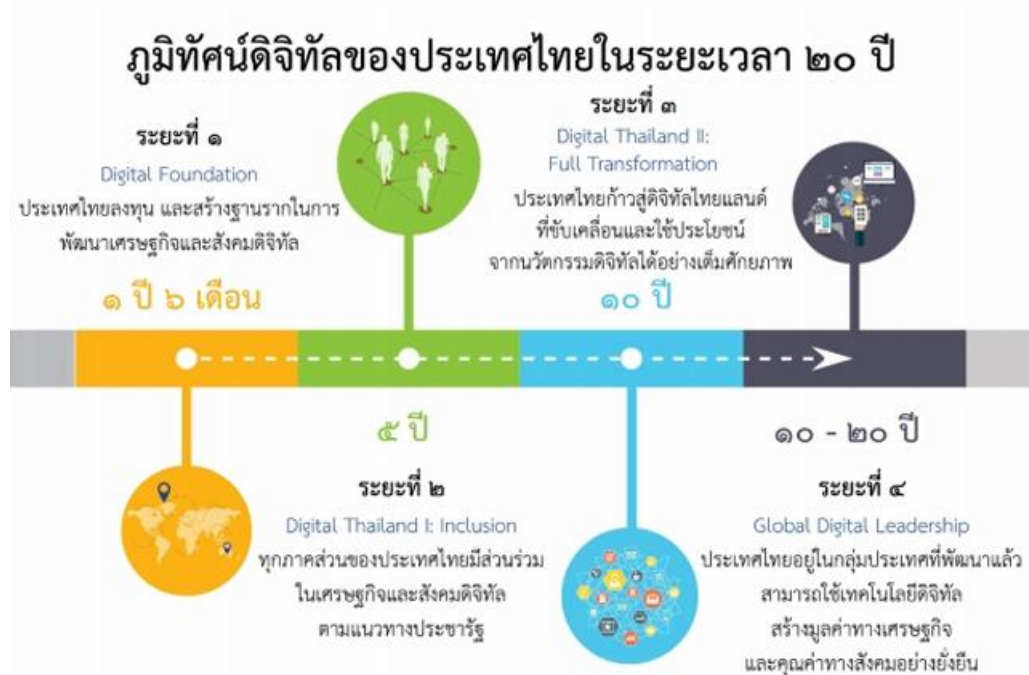 ภูมิทัศน์ดิจิทัลของประเทศไทยในระยะเวลา ๒๐ ปี
ระยะที่ ๑
Digital Foundation
ประเทศไทยลงทุน และสร้างฐานรากในการ
พัฒนาเศรษฐกิจและสังคมดิจิทัล
๑ ปี ๖ เดือน
๕ ปี
ระยะที่ ๒
Digital Thailand I: Inclusion
ทุกภาคส่วนของประเทศไทยมีส่วนร่วม
ในเศรษฐกิจและสังคมดิจิทัล
ตามแนวทางประชารัฐ
ระยะที่ ๓
Digital Thailand II:
Full Transformation
ประเทศไทยก้าวสู่ดิจิทัลไทยแลนด์
ที่ขับเคลื่อนและใช้ประโยชน์
จากนวัตกรรมดิจิทัลได้อย่างเต็มศักยภาพ
๑๐ ปี
๑๐ - ๒๐ ปี
ระยะที่ ๔
Global Digital Leadership
ประเทศไทยอยู่ในกลุ่มประเทศที่พัฒนาแล้ว
สามารถใช้เทคโนโลยีดิจิทัล
สร้างมูลค่าทางเศรษฐกิจ
และคุณค่าทางสังคมอย่างยั่งยืน